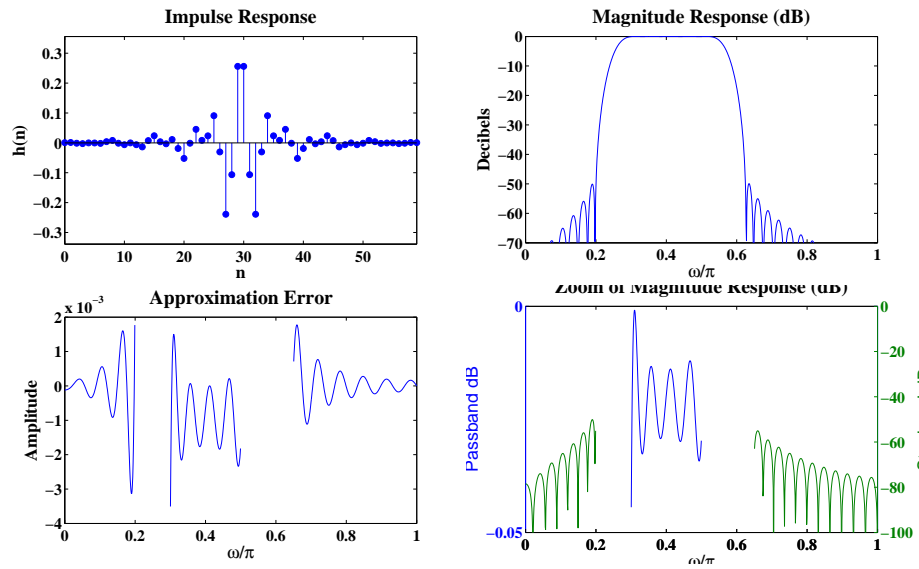 Impulse Response
0.3
0.2
0.1
0
−0.1
−0.2
−0.3
h(n)
0 10 20 30 40 50
n
Magnitude Response (dB)
0
−10
−20
−30
−40
−50
−60
−70
Decibels
0 0.2 0.4 0.6 0.8 1
ω/π
Approximation Error
x 10⁻³
2
1
0
−1
−2
−3
−4
Amplitude
0 0.2 0.4 0.6 0.8 1
ω/π
Zoom of Magnitude Response (dB)
0
−0.05
Passband dB
0
−20
−40
−60
−80
−100
0 0.2 0.4 0.6 0.8 1
ω/π